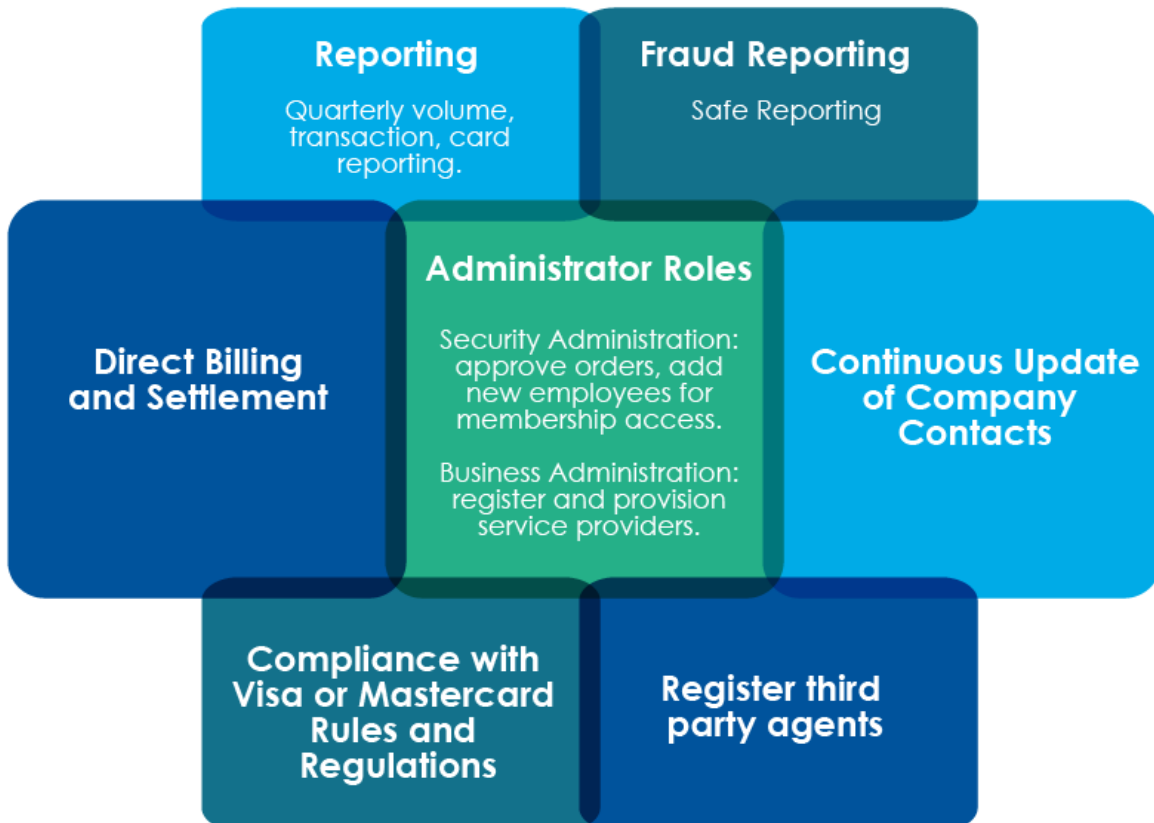 Reporting
Quarterly volume,
transaction, card
reporting.
Fraud Reporting
Safe Reporting
Direct Billing
and Settlement
Administrator Roles
Security Administration:
approve orders, add
new employees for
membership access.
Business Administration:
register and provision
service providers.
Continuous Update
of Company
Contacts
Compliance with
Visa or Mastercard
Rules and
Regulations
Register third
party agents